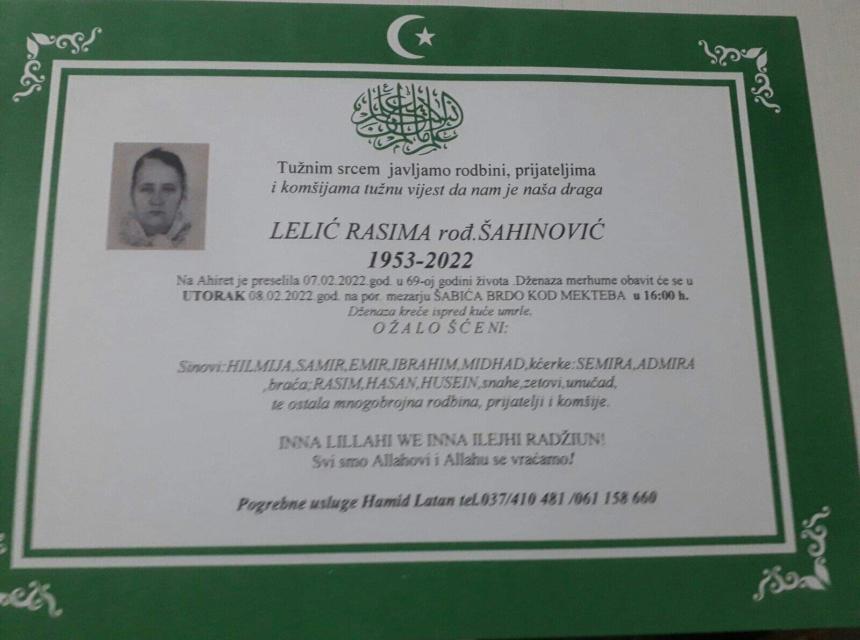 Tužnim srcem javljamo rodbini, prijateljima
i komšijama tužnu vijest da nam je naša draga
LELIĆ RASIMA rođ.ŠAHINOVIĆ
1953-2022
Na Ahiret je preselila 07.02.2022.god. u 69-oj godini života .Dženaza merhume obavit će se u
UTORAK 08.02.2022.god. na por. mezarju ŠABIĆA BRDO KOD MEKTEBA u 16:00 h.
Dženaza kreće ispred kuće umrle.
OŽALOŠĆENI:
Sinovi:HILMIJA,SAMIR,EMIR,IBRAHIM,MIDHAD,kćerke:SEMIRA,ADMIRA
,braća:RASIM,HASAN,HUSEIN,snahe,zetovi,unučad,
te ostala mnogobrojna rodbina, prijatelji i komšije.
INNA LILLAHI WE INNA ILEJHI RADŽIUN!
Svi smo Allahovi i Allahu se vraćamo!
Pogrebne usluge Hamid Latan tel.037/410 481 /061 158 660